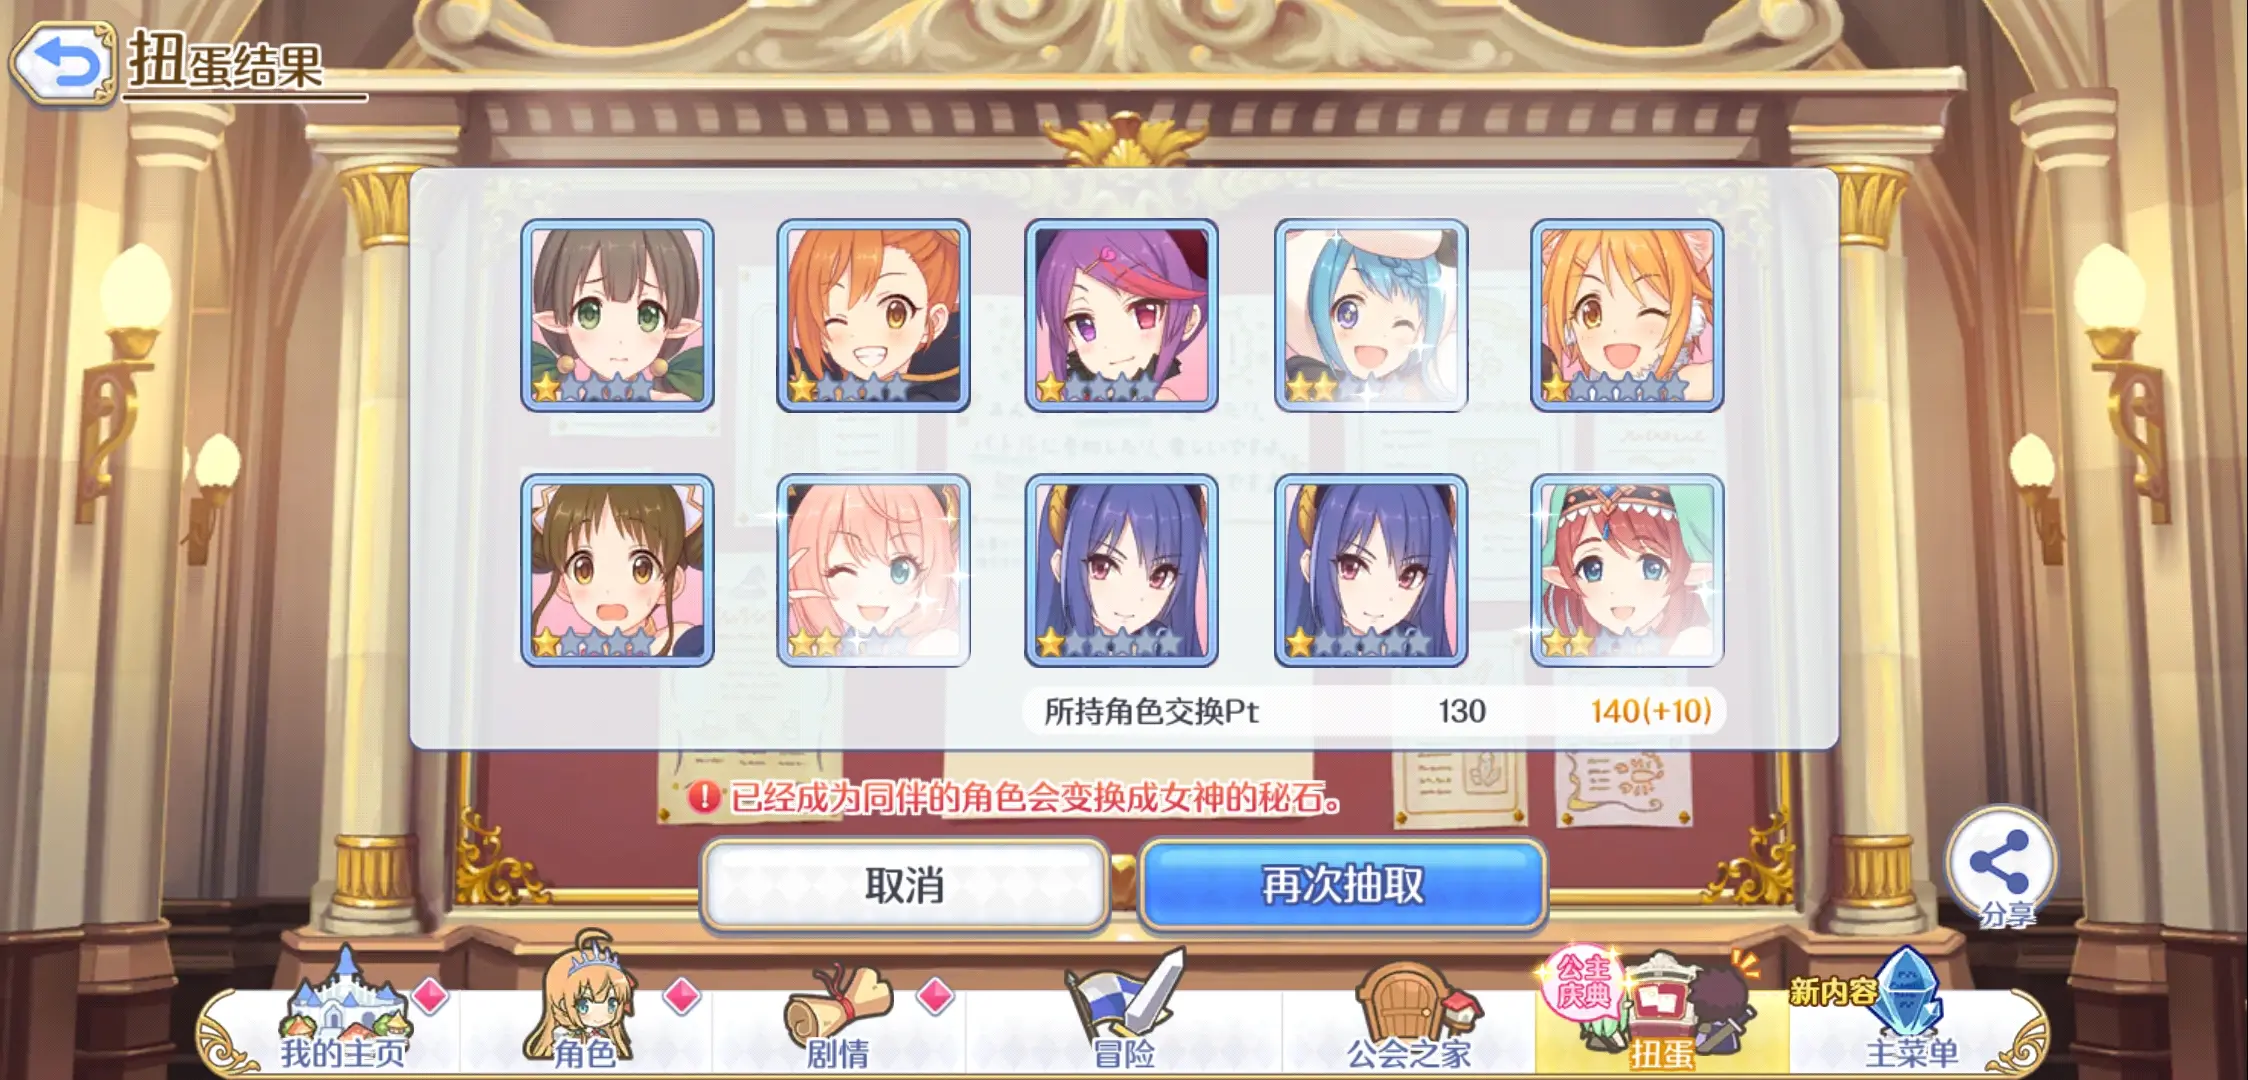 扭蛋结果
所持角色交换Pt 130 140(+10)
已经成为同伴的角色会变换成女神的秘石。
取消
再次抽取
分享
我的主页
角色
剧情
冒险
公会之家
公主
庆典
扭蛋
新内容
主菜单